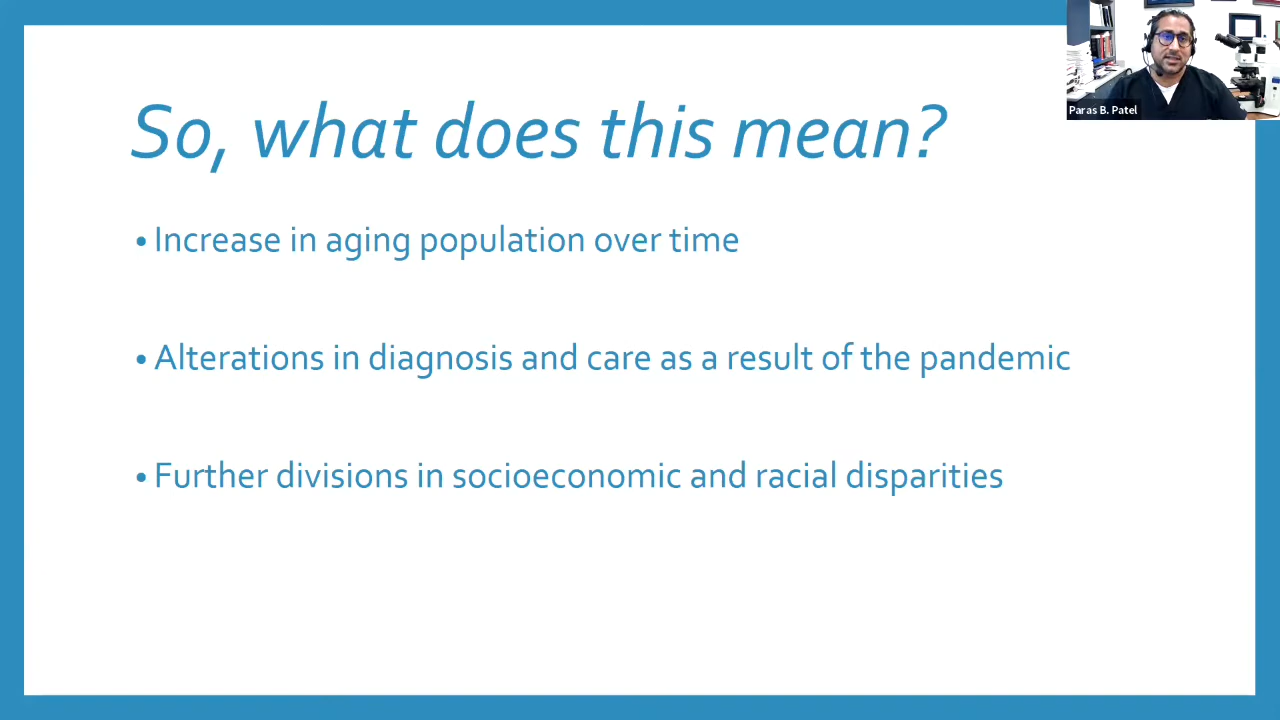 So, what does this mean?
• Increase in aging population over time
• Alterations in diagnosis and care as a result of the pandemic
• Further divisions in socioeconomic and racial disparities
Paras B. Patel